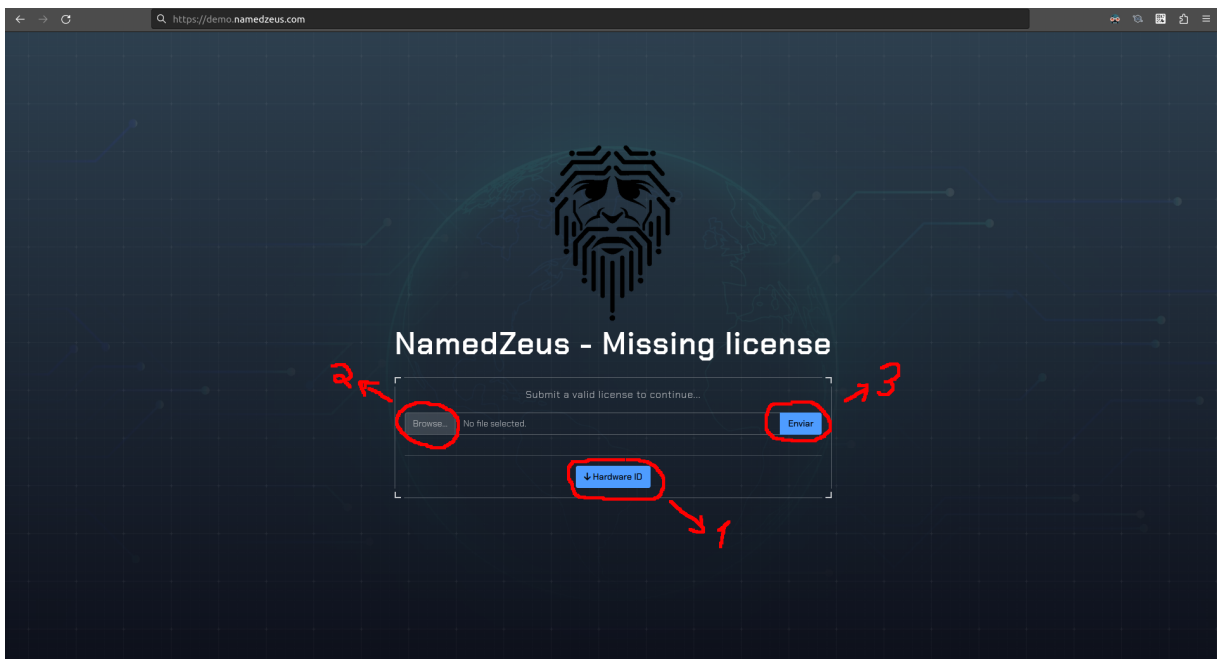 https://demo.namedzeus.com
NamedZeus - Missing license
2
3
Submit a valid license to continue...
Browse... No file selected. Enviar
Hardware ID
1